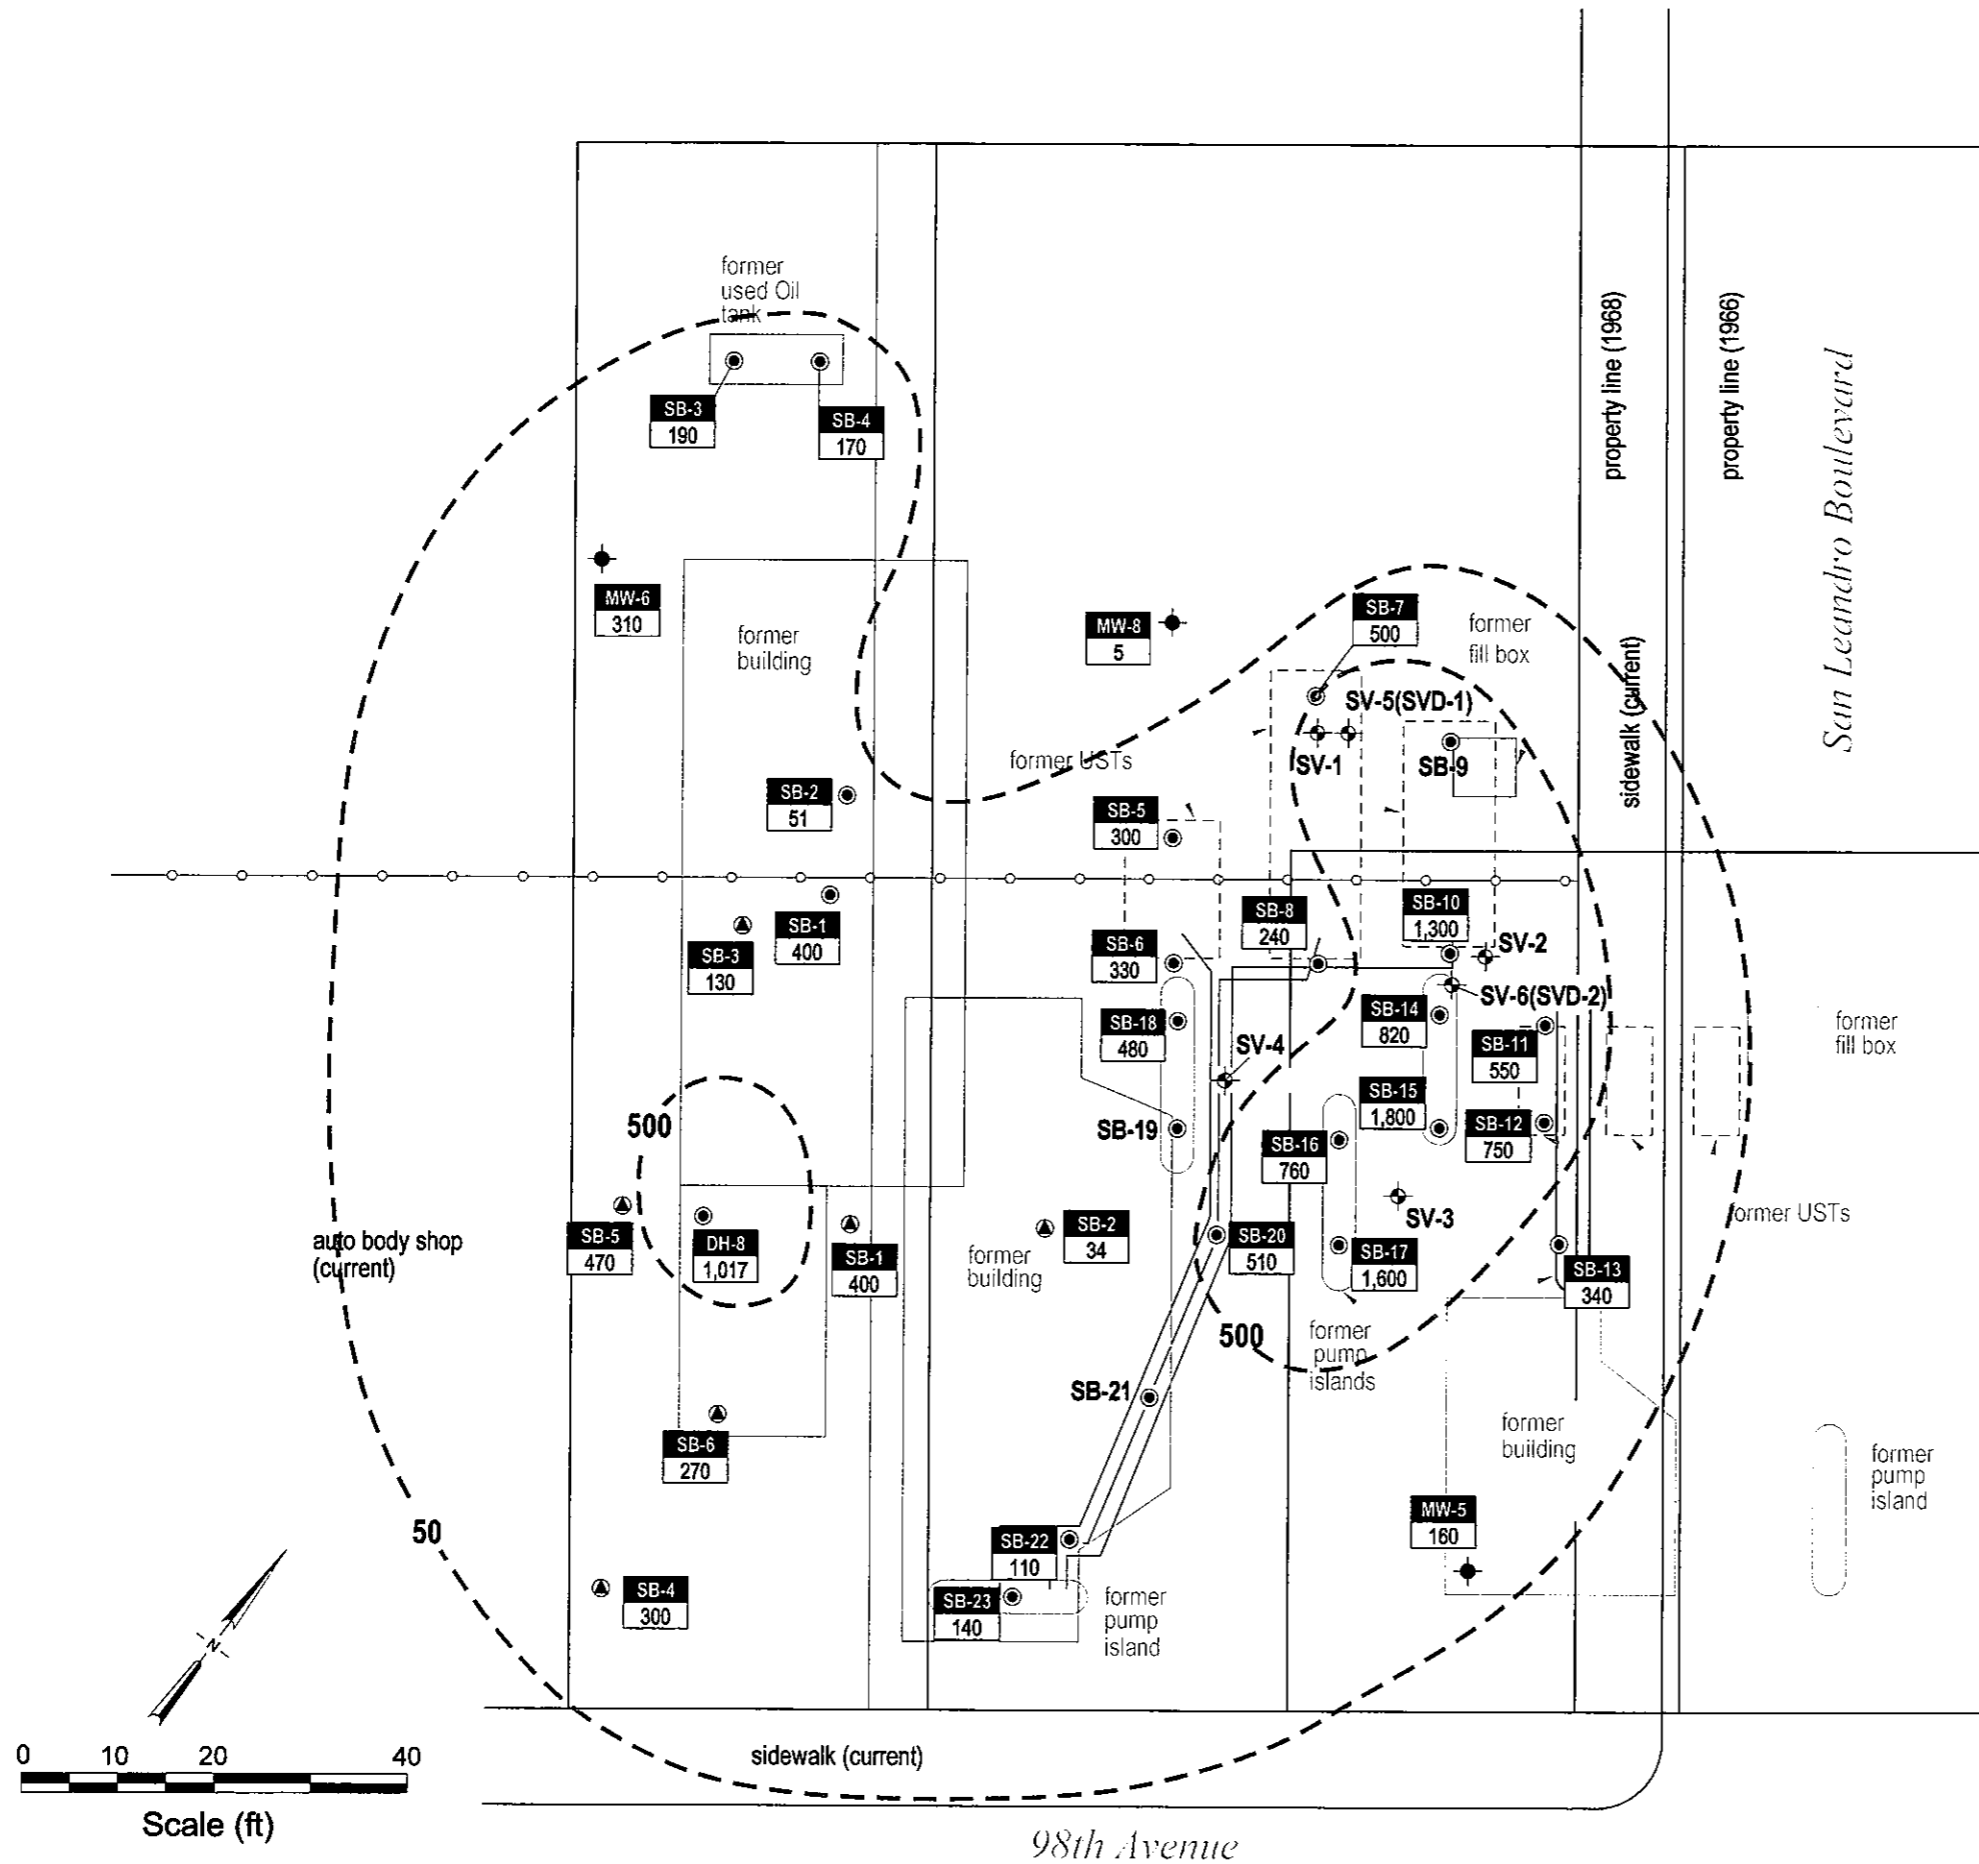 former
used Oil
tank
SB-3
190
SB-4
170
property line (1968)
property line (1966)
San Leandro Boulevard
MW-6
310
former
building
MW-8
5
SB-7
500
former
fill box
SV-5(SVD-1)
SV-1
SB-9
sidewalk (current)
former USTs
SB-2
51
SB-5
300
SB-1
400
SB-3
130
SB-6
330
SB-8
240
SB-10
1,300
SV-2
SV-6(SVD-2)
SB-18
480
SV-4
SB-14
820
SB-11
550
former
fill box
500
SB-19
SB-15
1,800
SB-12
750
SB-16
760
SV-3
former USTs
SB-5
470
auto body shop
(current)
DH-8
1,017
SB-1
400
former
building
SB-2
34
SB-20
510
SB-17
1,600
SB-13
340
500
former
pump
islands
SB-21
former
building
former
pump
island
SB-6
270
50
MW-5
160
SB-22
110
SB-4
300
SB-23
140
former
pump
island
N
0 10 20 40
Scale (ft)
sidewalk (current)
98th Avenue